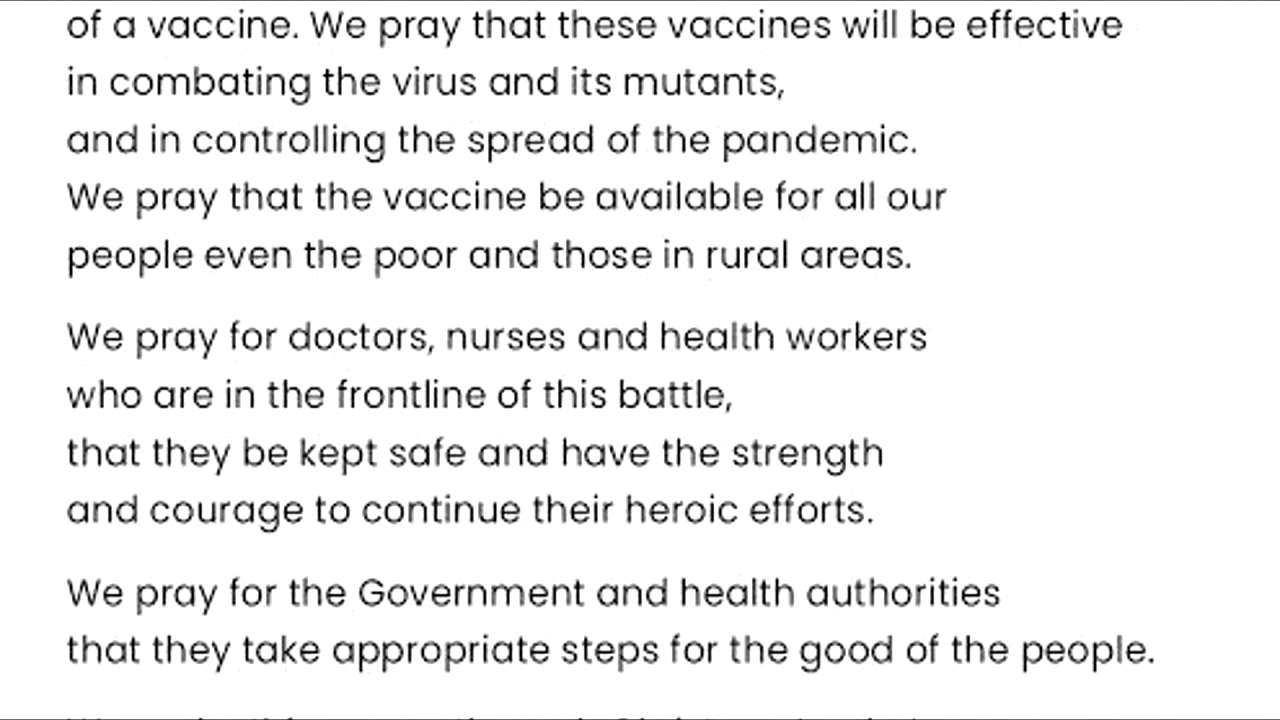 of a vaccine. We pray that these vaccines will be effective
in combating the virus and its mutants,
and in controlling the spread of the pandemic.
We pray that the vaccine be available for all our
people even the poor and those in rural areas.
We pray for doctors, nurses and health workers
who are in the frontline of this battle,
that they be kept safe and have the strength
and courage to continue their heroic efforts.
We pray for the Government and health authorities
that they take appropriate steps for the good of the people.